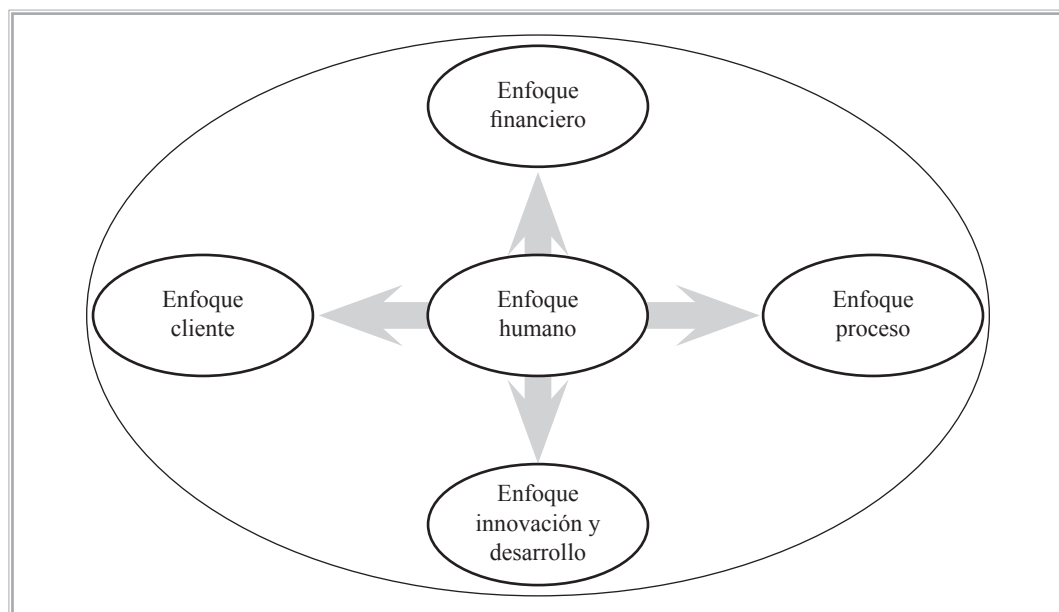 Enfoque
financiero
Enfoque
cliente
Enfoque
humano
Enfoque
proceso
Enfoque
innovación y
desarrollo